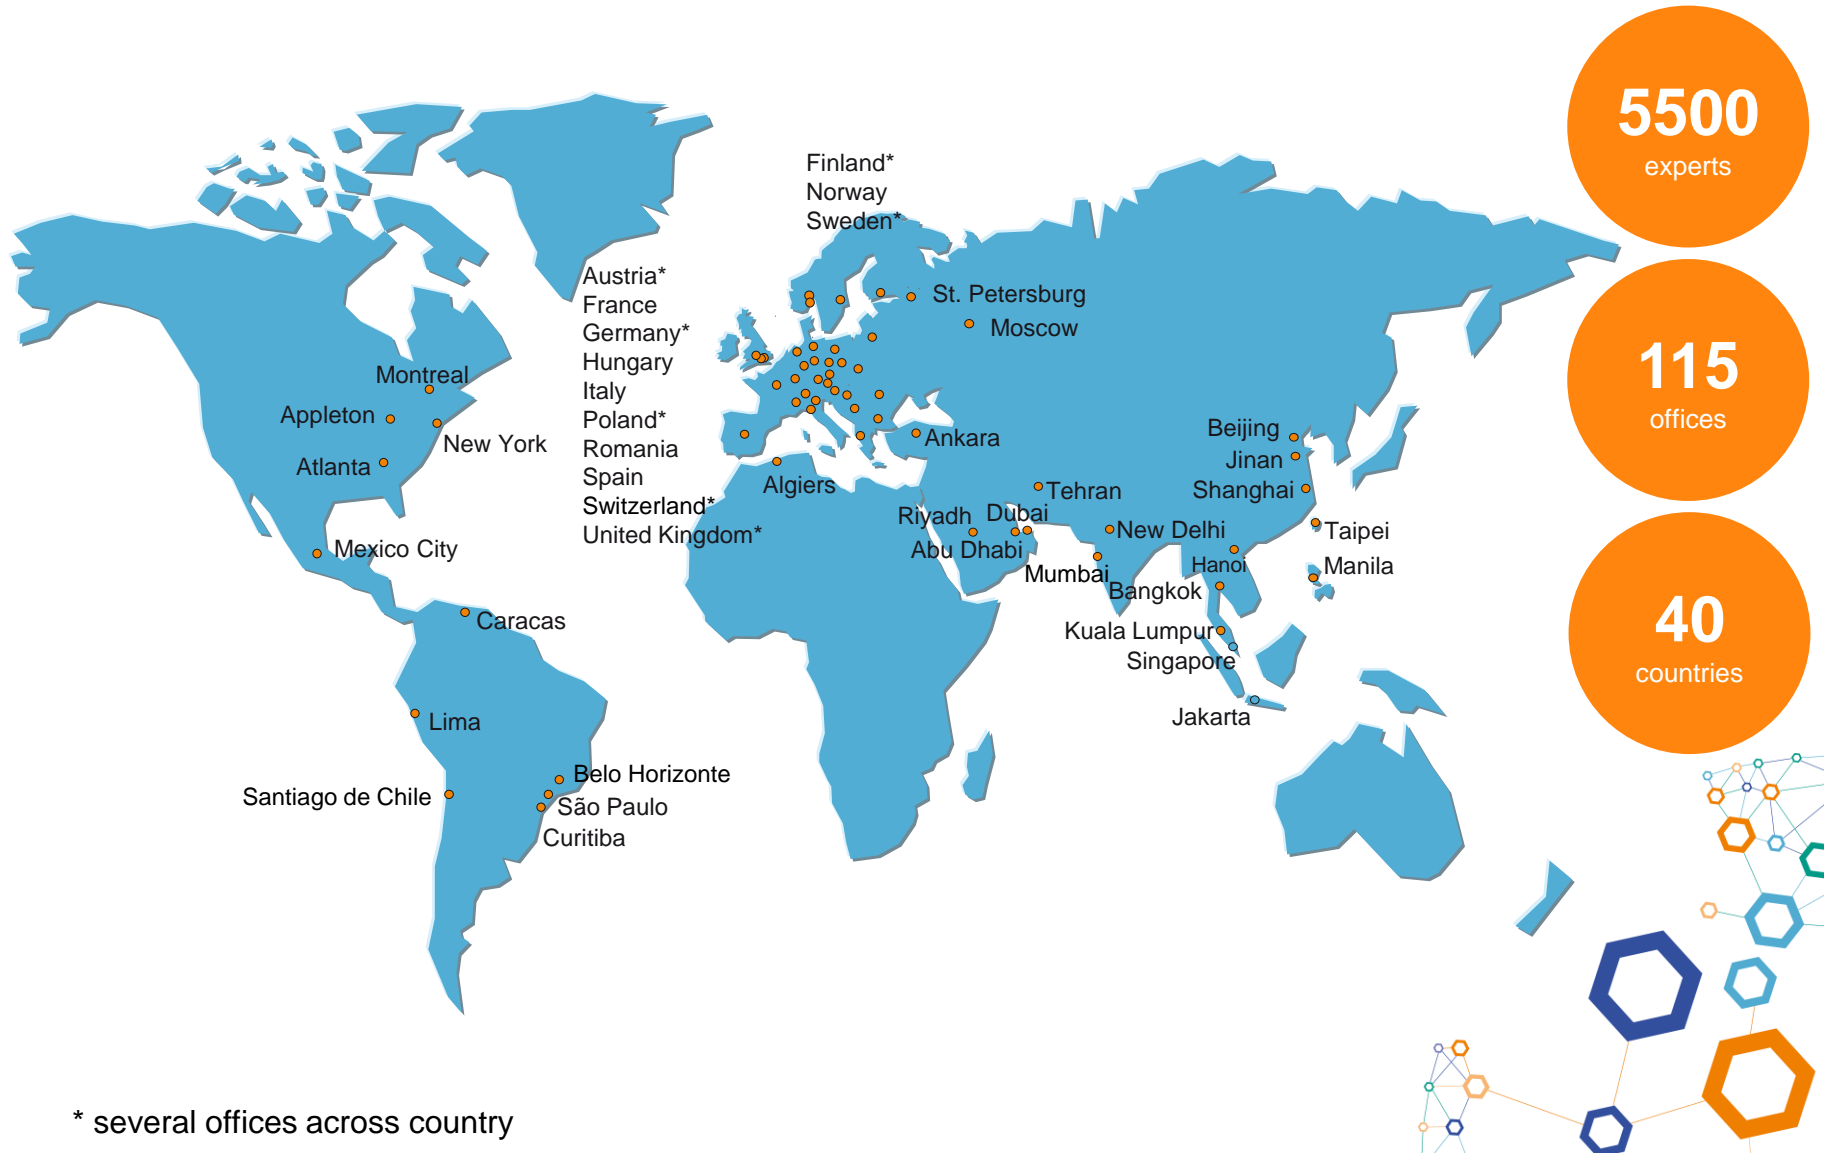 5500
experts
115
offices
40
countries
Finland*
Norway
Sweden*
Austria*
France
Germany*
Hungary
Italy
Poland*
Romania
Spain
Switzerland*
United Kingdom*
St. Petersburg
Moscow
Montreal
Appleton
New York
Atlanta
Mexico City
Caracas
Lima
Belo Horizonte
Santiago de Chile
São Paulo
Curitiba
Algiers
Ankara
Tehran
Riyadh
Dubai
Abu Dhabi
New Delhi
Mumbai
Beijing
Jinan
Shanghai
Taipei
Hanoi
Manila
Bangkok
Kuala Lumpur
Singapore
Jakarta
* several offices across country